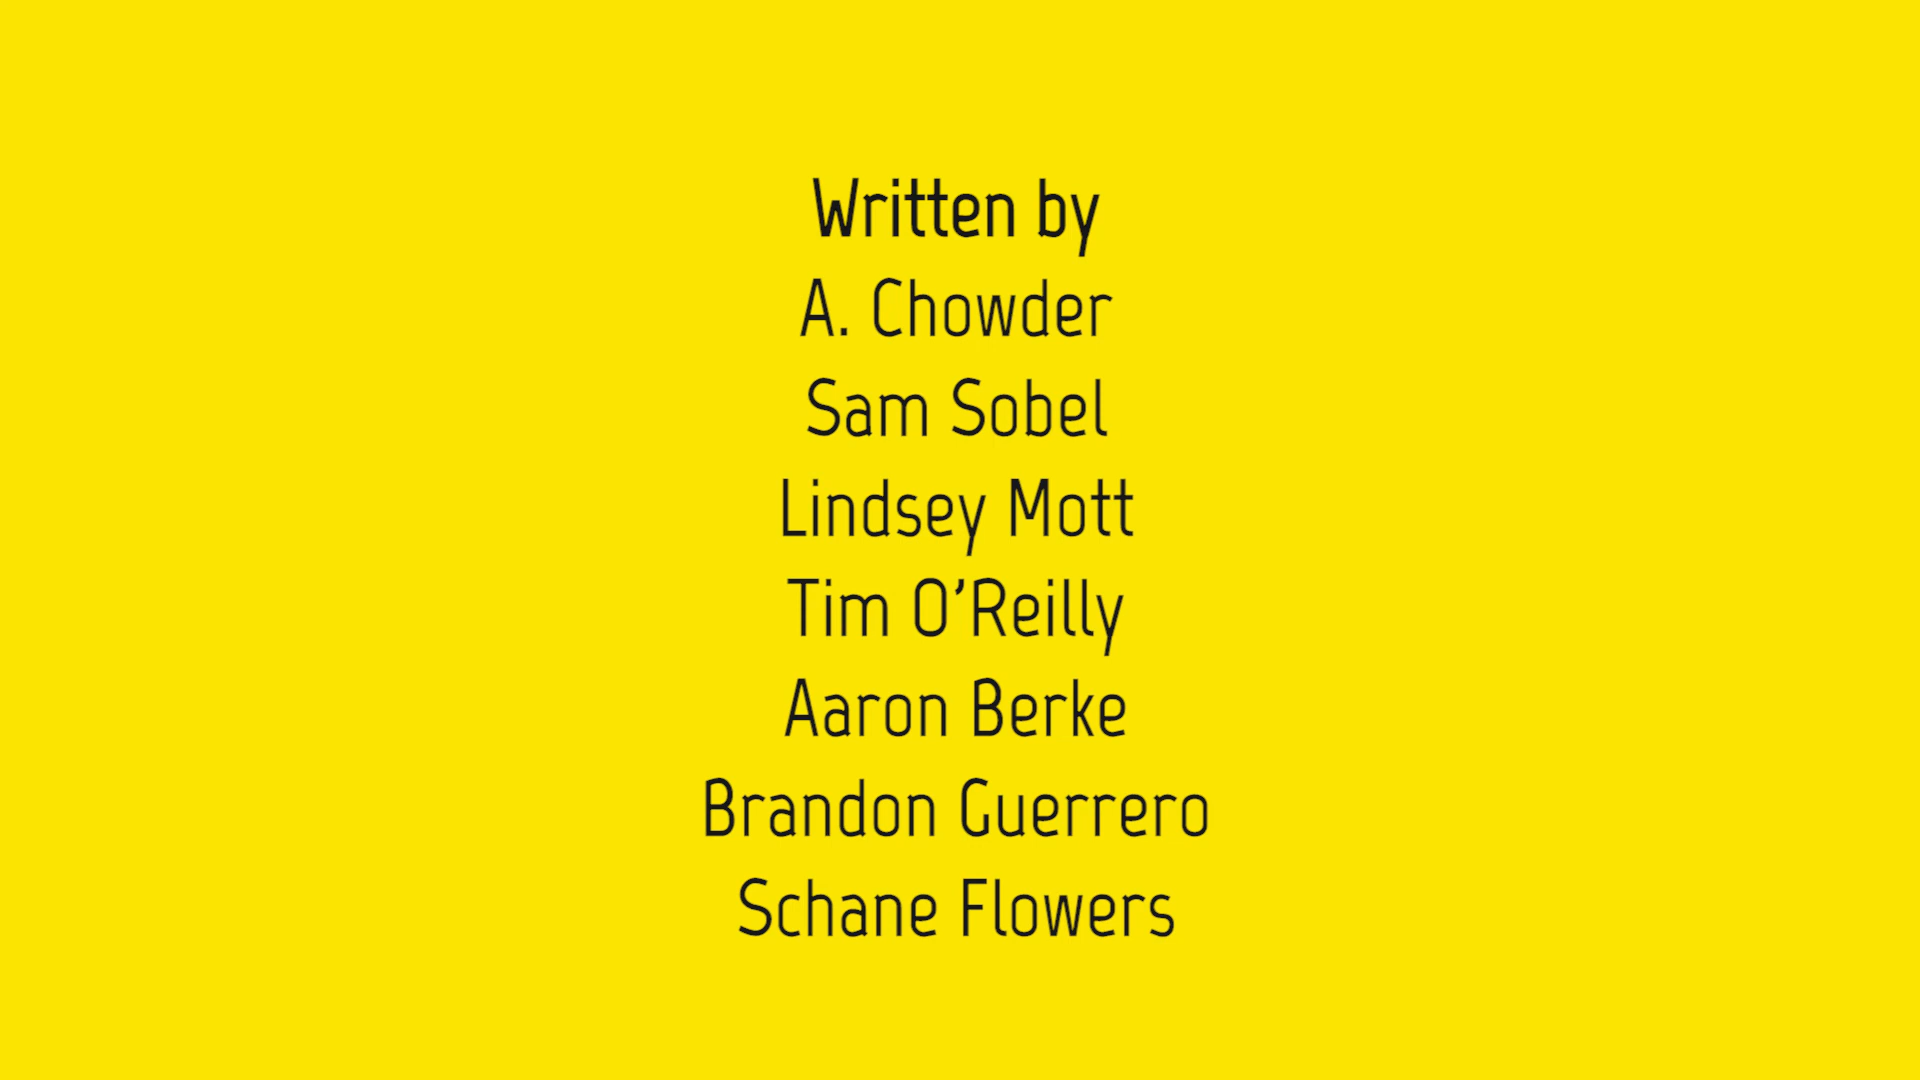 Written by
A. Chowder
Sam Sobel
Lindsey Mott
Tim O’Reilly
Aaron Berke
Brandon Guerrero
Schane Flowers